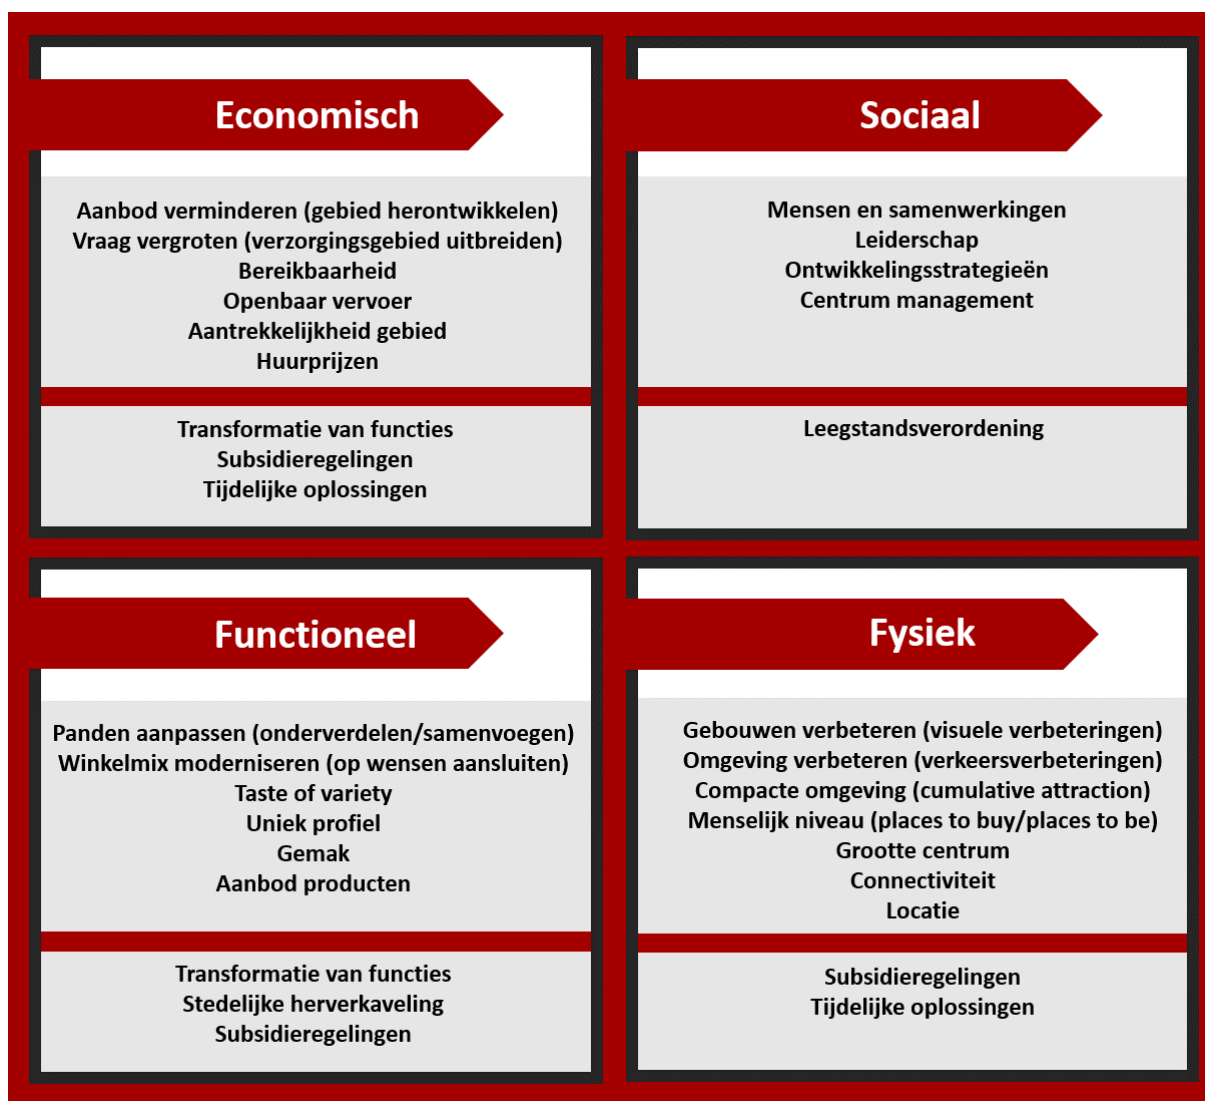 Economisch
Aanbod verminderen (gebied herontwikkelen)
Vraag vergroten (verzorgingsgebied uitbreiden)
Bereikbaarheid
Openbaar vervoer
Aantrekkelijkheid gebied
Huurprijzen
Transformatie van functies
Subsidieregelingen
Tijdelijke oplossingen
Sociaal
Mensen en samenwerkingen
Leiderschap
Ontwikkelingsstrategieën
Centrum management
Leegstandsverordening
Functioneel
Panden aanpassen (onderverdelen/samenvoegen)
Winkelmix moderniseren (op wensen aansluiten)
Taste of variety
Uniek profiel
Gemak
Aanbod producten
Transformatie van functies
Stedelijke herverkaveling
Subsidieregelingen
Fysiek
Gebouwen verbeteren (visuele verbeteringen)
Omgeving verbeteren (verkeersverbeteringen)
Compacte omgeving (cumulative attraction)
Menselijk niveau (places to buy/places to be)
Grootte centrum
Connectiviteit
Locatie
Subsidieregelingen
Tijdelijke oplossingen